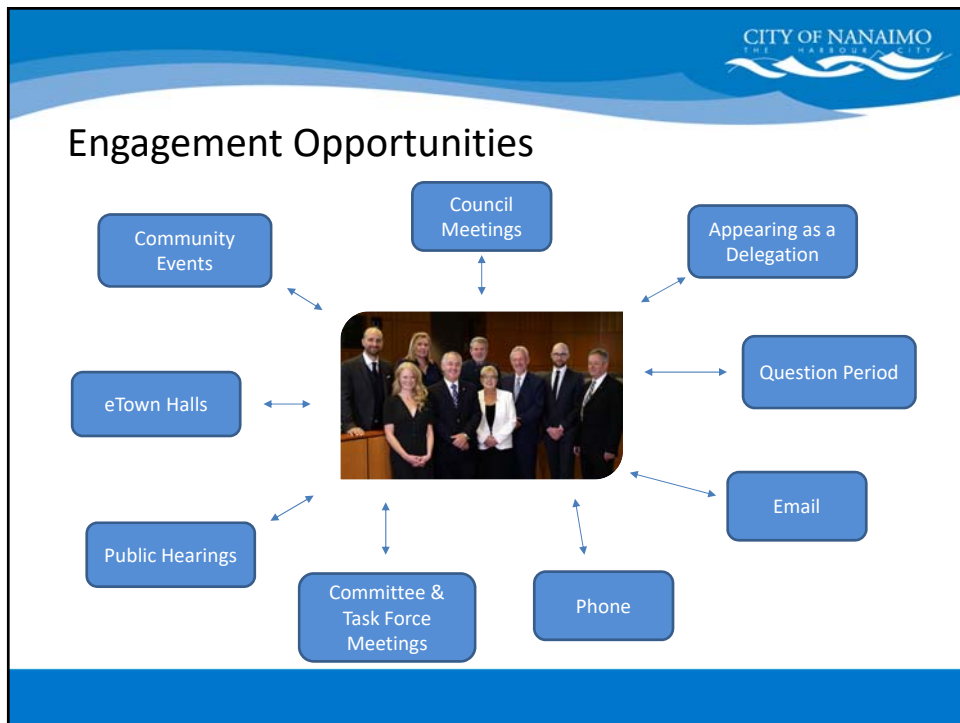 CITY OF NANAIMO
THE HARBOUR CITY
Engagement Opportunities
Council
Meetings
Community
Events
Appearing as a
Delegation
Question Period
eTown Halls
Email
Public Hearings
Committee &
Task Force
Meetings
Phone